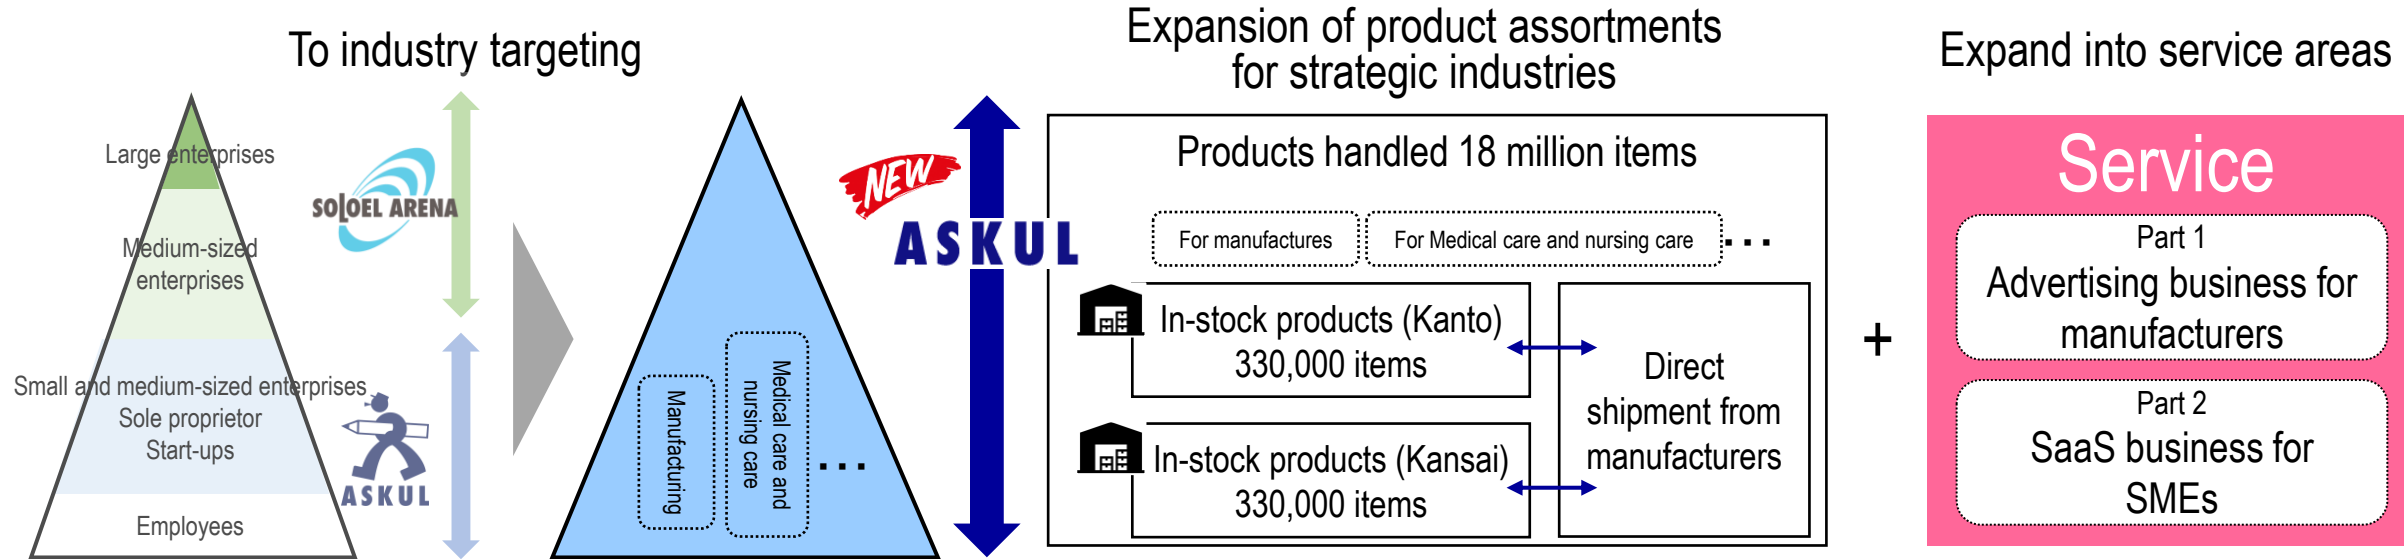 To industry targeting
Large enterprises
Medium-sized
enterprises
Small and medium-sized enterprises
Sole proprietor
Start-ups
Employees
SOLOEL ARENA
ASKUL
Manufacturing
Medical care and
nursing care
...
NEW
ASKUL
Expansion of product assortments
for strategic industries
Products handled 18 million items
For manufactures
For Medical care and nursing care
...
In-stock products (Kanto)
330,000 items
In-stock products (Kansai)
330,000 items
Direct
shipment from
manufacturers
+
Expand into service areas
Service
Part 1
Advertising business for
manufacturers
Part 2
SaaS business for
SMEs